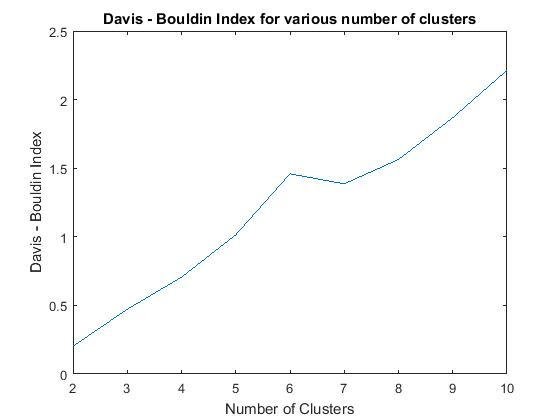 Davis - Bouldin Index for various number of clusters
2.5
2
1.5
1
0.5
0
Davis - Bouldin Index
2 3 4 5 6 7 8 9 10
Number of Clusters